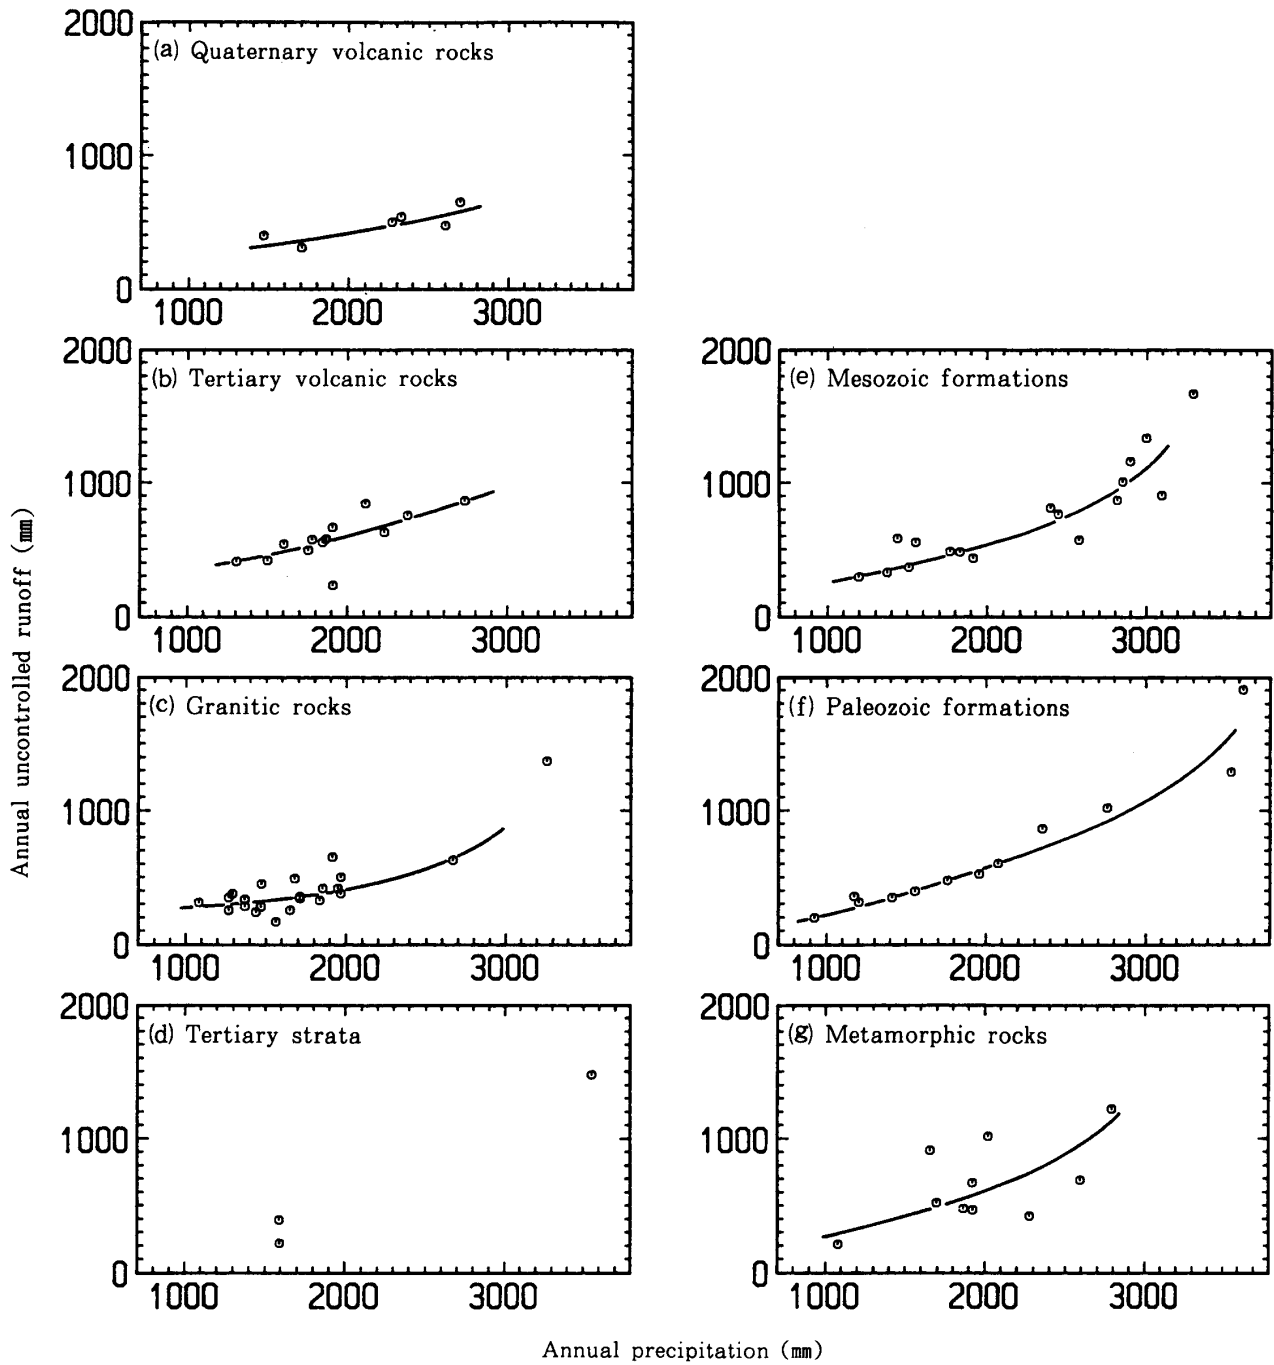 2000
(a) Quaternary volcanic rocks
1000
0
1000 2000 3000
2000
(b) Tertiary volcanic rocks
1000
0
1000 2000 3000
2000
(c) Granitic rocks
1000
0
1000 2000 3000
2000
(d) Tertiary strata
1000
0
1000 2000 3000
2000
(e) Mesozoic formations
1000
0
1000 2000 3000
2000
(f) Paleozoic formations
1000
0
1000 2000 3000
2000
(g) Metamorphic rocks
1000
0
1000 2000 3000
Annual uncontrolled runoff (mm)
Annual precipitation (mm)